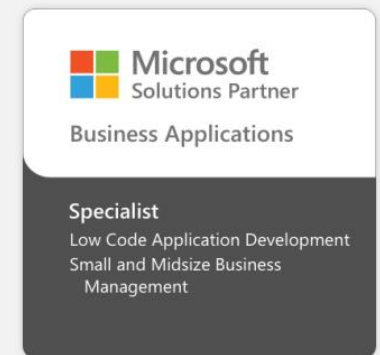 Microsoft
Solutions Partner
Business Applications
Specialist
Low Code Application Development
Small and Midsize Business
Management